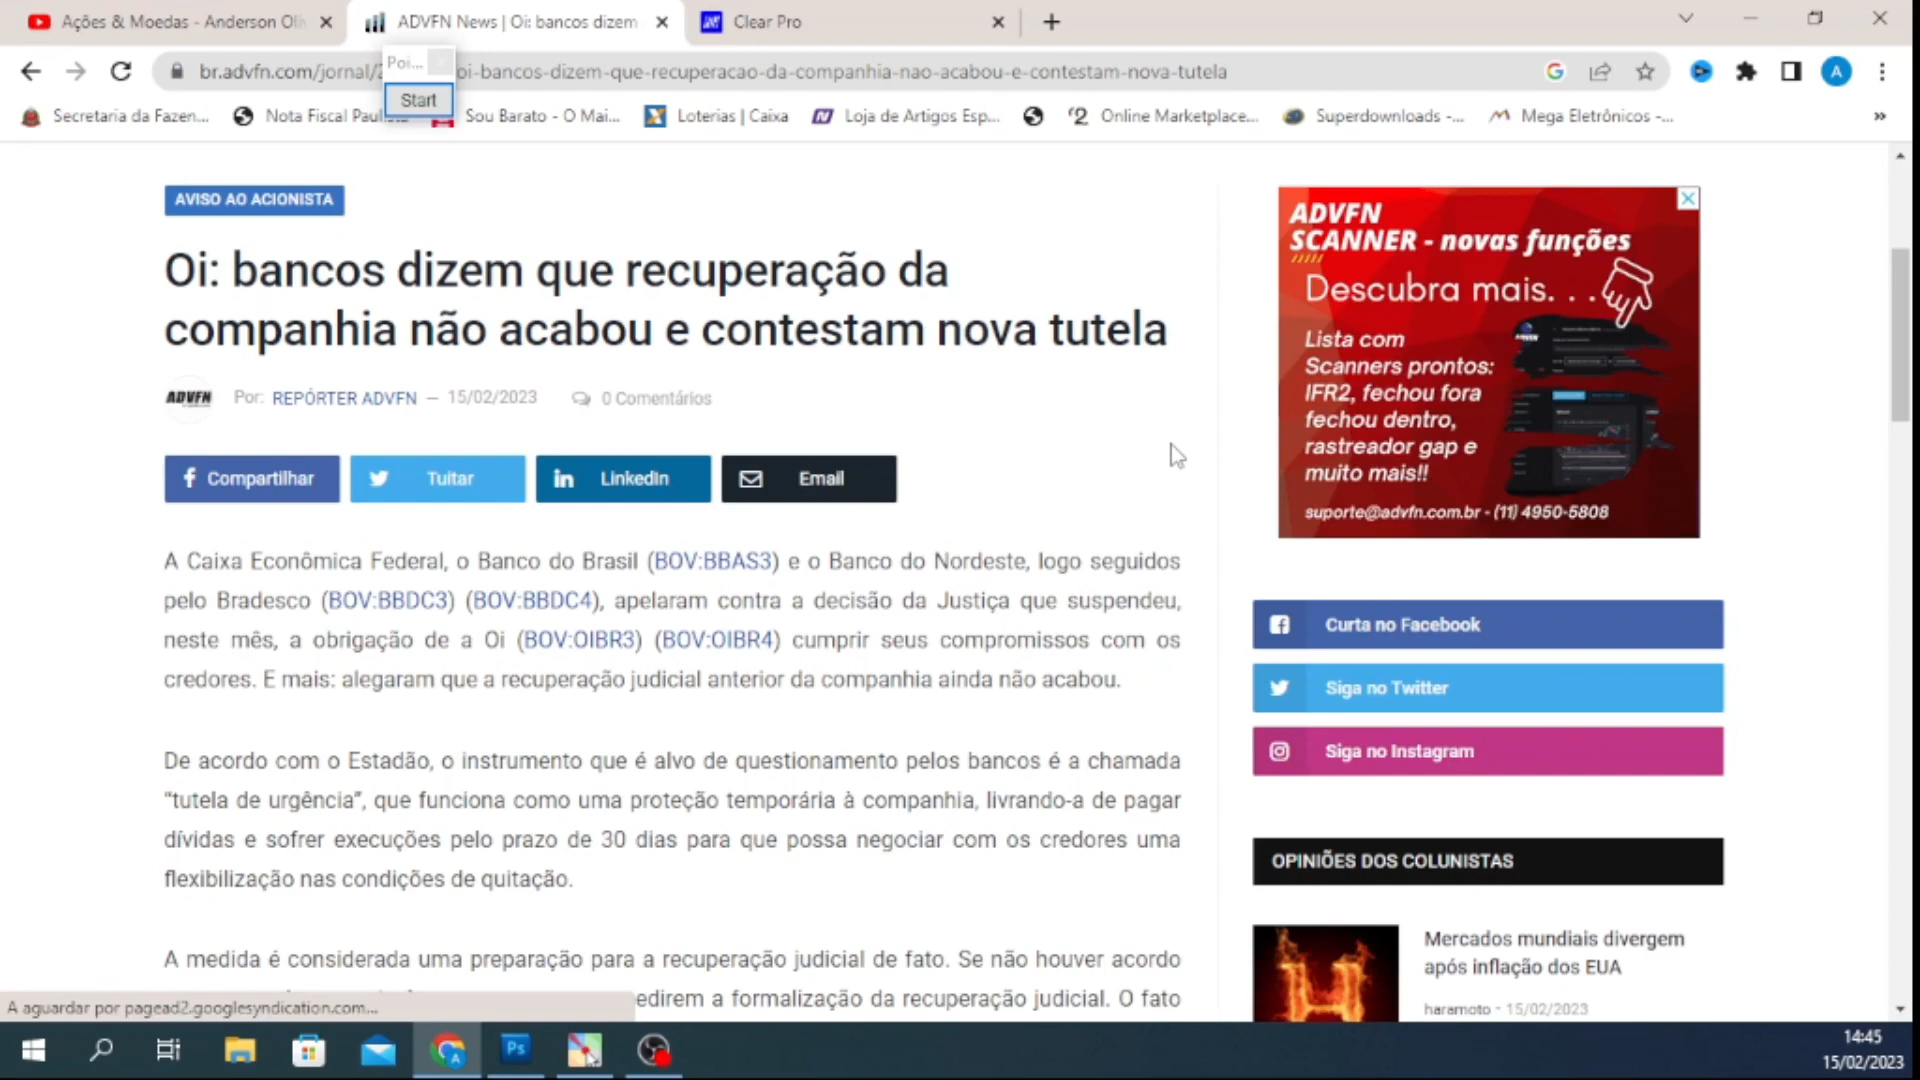 Ações & Moedas - Anderson Oli
ADVFN News | Oi: bancos dizem
Clear Pro
Poi...
br.advfn.com/jornal/2
oi-bancos-dizem-que-recuperacao-da-companhia-nao-acabou-e-contestam-nova-tutela
A
Start
Secretaria da Fazen...
Nota Fiscal Paulista
Sou Barato - O Mai...
Loterias | Caixa
Loja de Artigos Esp...
Online Marketplace...
Superdownloads -...
Mega Eletrônicos -...
»
AVISO AO ACIONISTA
Oi: bancos dizem que recuperação da
companhia não acabou e contestam nova tutela
ADVFN Por: REPÓRTER ADVFN — 15/02/2023 0 Comentários
Compartilhar
Tuitar
LinkedIn
Email
A Caixa Econômica Federal, o Banco do Brasil (BOV:BBAS3) e o Banco do Nordeste, logo seguidos
pelo Bradesco (BOV:BBDC3) (BOV:BBDC4), apelaram contra a decisão da Justiça que suspendeu,
neste mês, a obrigação de a Oi (BOV:OIBR3) (BOV:OIBR4) cumprir seus compromissos com os
credores. E mais: alegaram que a recuperação judicial anterior da companhia ainda não acabou.
De acordo com o Estadão, o instrumento que é alvo de questionamento pelos bancos é a chamada
“tutela de urgência”, que funciona como uma proteção temporária à companhia, livrando-a de pagar
dívidas e sofrer execuções pelo prazo de 30 dias para que possa negociar com os credores uma
flexibilização nas condições de quitação.
A medida é considerada uma preparação para a recuperação judicial de fato. Se não houver acordo
edirem a formalização da recuperação judicial. O fato
ADVFN
SCANNER - novas funções
Descubra mais. . .
Lista com
Scanners prontos:
IFR2, fechou fora
fechou dentro,
rastreador gap e
muito mais!!
suporte@advfn.com.br - (11) 4950-5808
Curta no Facebook
Siga no Twitter
Siga no Instagram
OPINIÕES DOS COLUNISTAS
Mercados mundiais divergem
após inflação dos EUA
haramoto - 15/02/2023
A aguardar por pagead2.googlesyndication.com...
Ps
14:45
15/02/2023